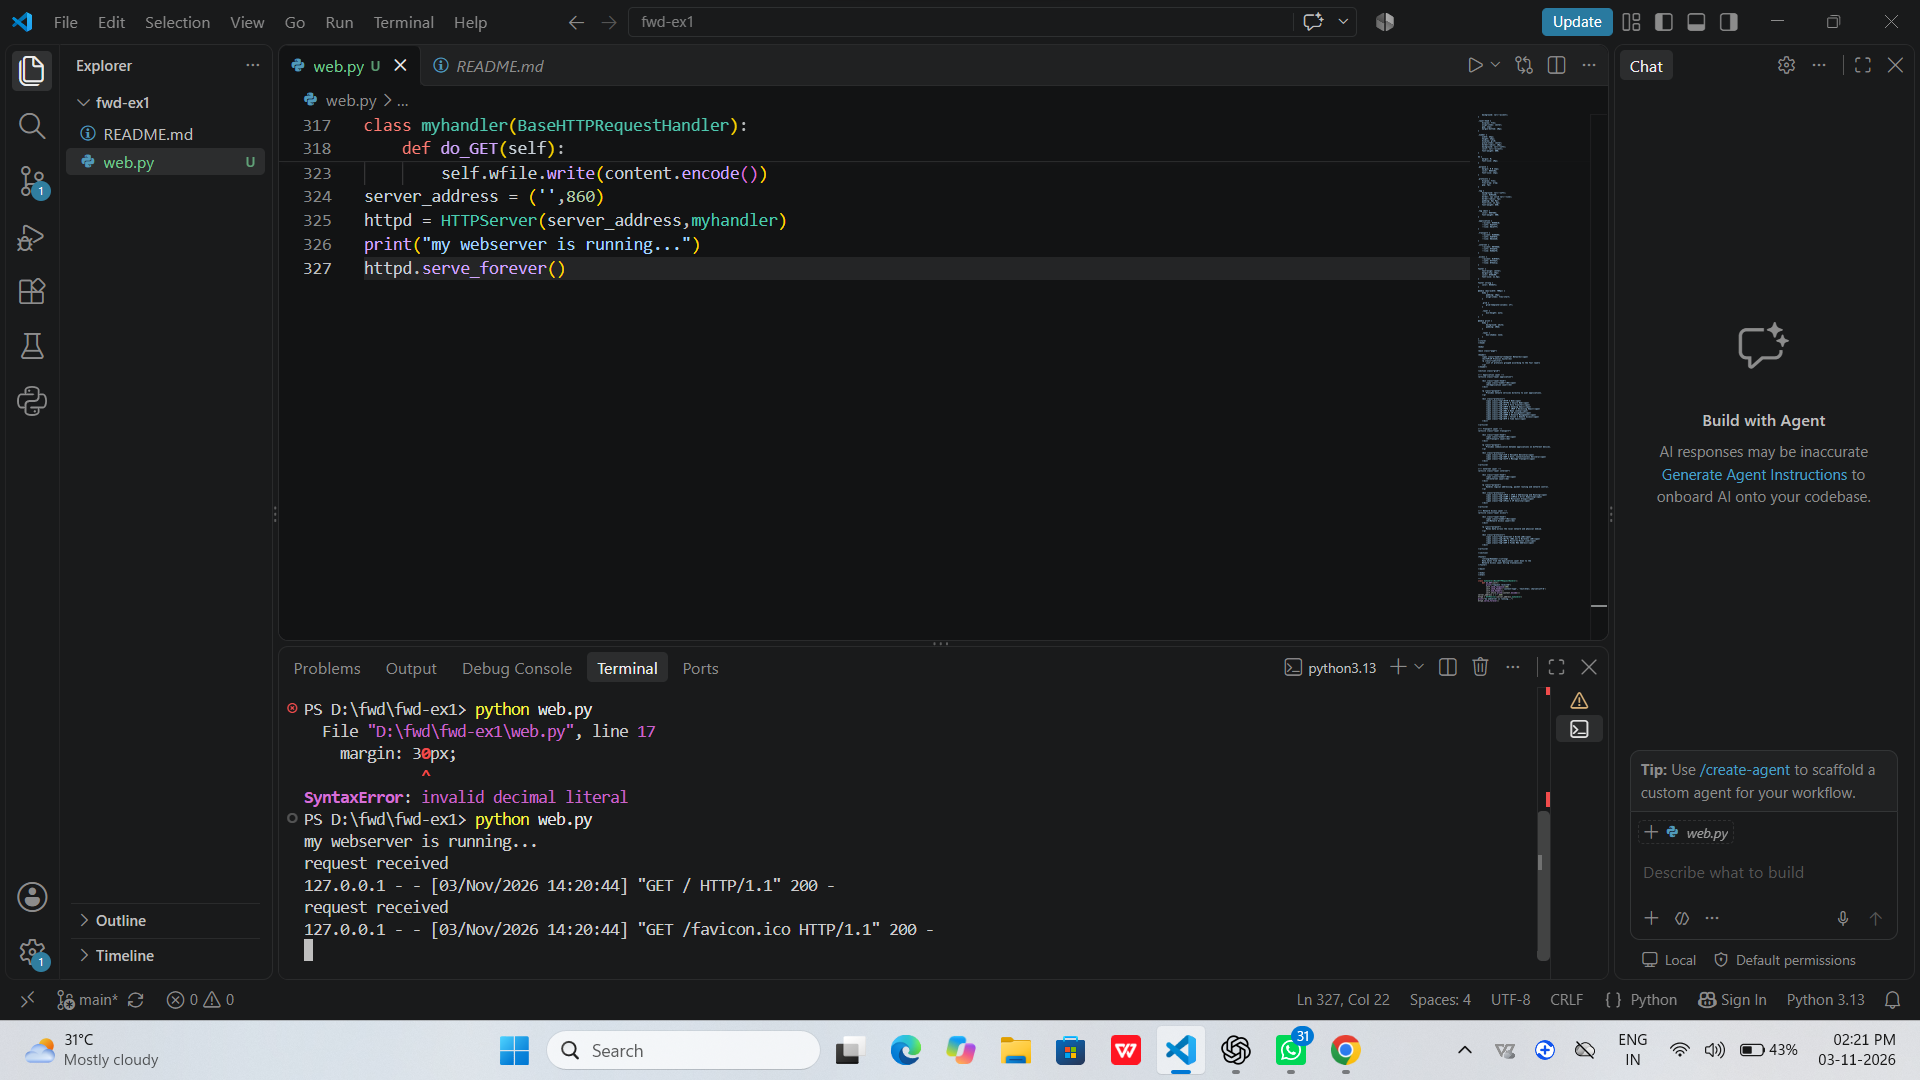 File Edit Selection View Go Run Terminal Help
fwd-ex1
Update
Explorer
fwd-ex1
README.md
web.py U
1
Outline
Timeline
1
web.py U
README.md
web.py > ...
317 class myhandler(BaseHTTPRequestHandler):
318 def do_GET(self):
323 self.wfile.write(content.encode())
324 server_address = ('',860)
325 httpd = HTTPServer(server_address,myhandler)
326 print("my webserver is running...")
327 httpd.serve_forever()
Problems Output Debug Console Terminal Ports
python3.13
PS D:\fwd\fwd-ex1> python web.py
File "D:\fwd\fwd-ex1\web.py", line 17
margin: 30px;
^
SyntaxError: invalid decimal literal
PS D:\fwd\fwd-ex1> python web.py
my webserver is running...
request received
127.0.0.1 - - [03/Nov/2026 14:20:44] "GET / HTTP/1.1" 200 -
request received
127.0.0.1 - - [03/Nov/2026 14:20:44] "GET /favicon.ico HTTP/1.1" 200 -
Chat
Build with Agent
AI responses may be inaccurate
Generate Agent Instructions to
onboard AI onto your codebase.
Tip: Use /create-agent to scaffold a
custom agent for your workflow.
web.py
Describe what to build
Local Default permissions
main* 0 0
Ln 327, Col 22 Spaces: 4 UTF-8 CRLF { } Python Sign In Python 3.13
31°C
Mostly cloudy
Search
31
ENG
IN
43%
02:21 PM
03-11-2026